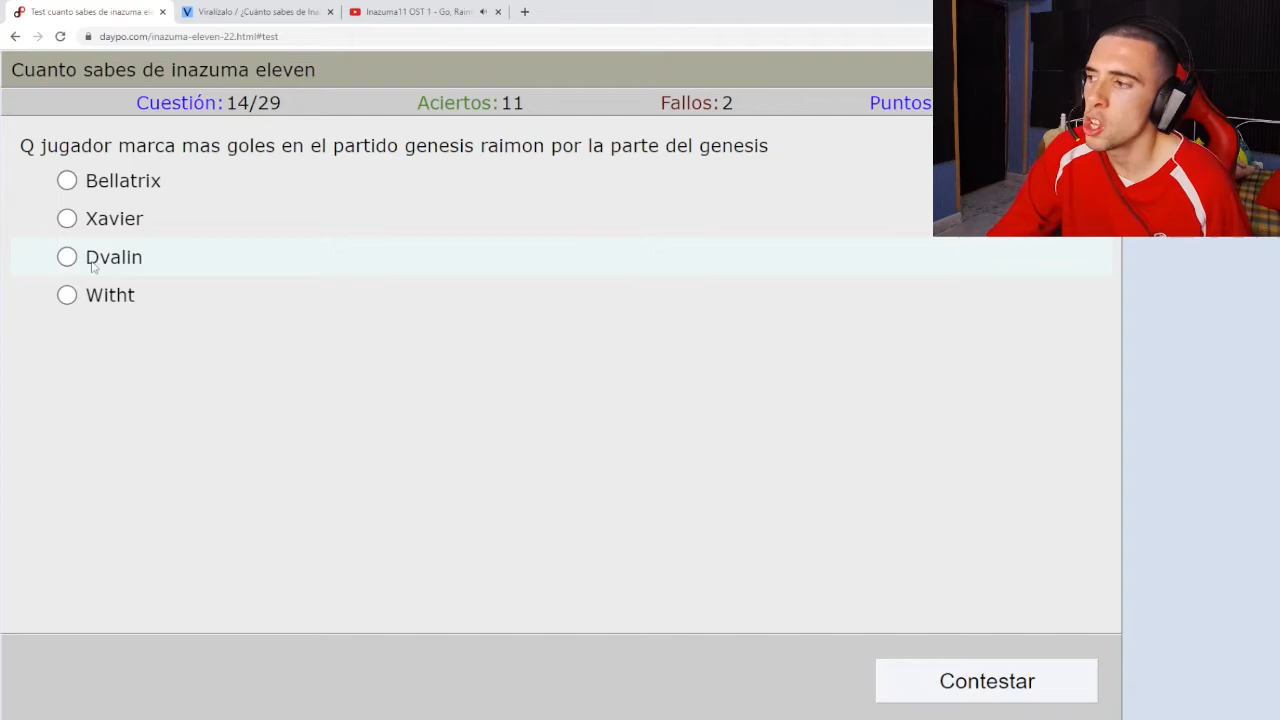 Test cuanto sabes de inazuma ele
Viralízalo / ¿Cuánto sabes de Ina
Inazuma11 OST 1 - Go, Raim
daypo.com/inazuma-eleven-22.html#test
Cuanto sabes de inazuma eleven
Cuestión: 14/29 Aciertos: 11 Fallos: 2 Puntos
Q jugador marca mas goles en el partido genesis raimon por la parte del genesis
Bellatrix
Xavier
Dvalin
Witht
Contestar